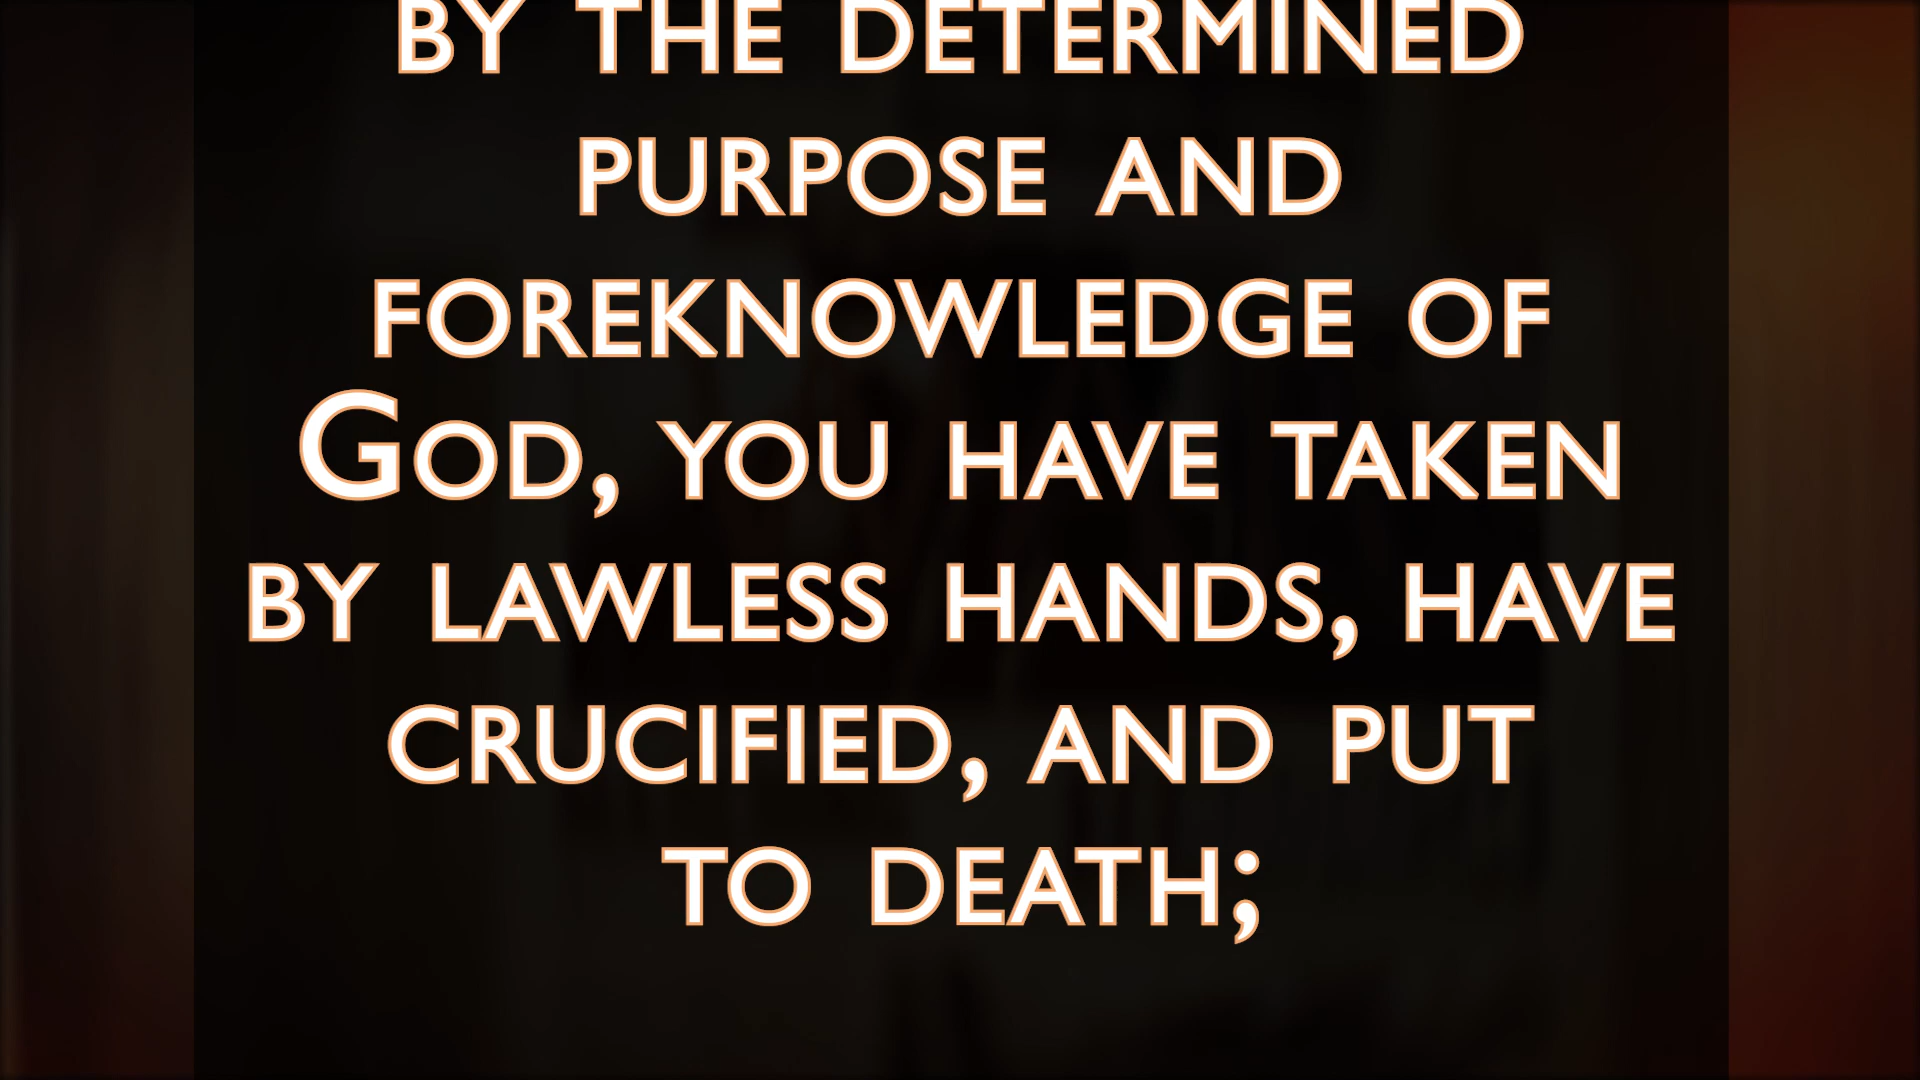 BY THE DETERMINED
PURPOSE AND
FOREKNOWLEDGE OF
GOD, YOU HAVE TAKEN
BY LAWLESS HANDS, HAVE
CRUCIFIED, AND PUT
TO DEATH;